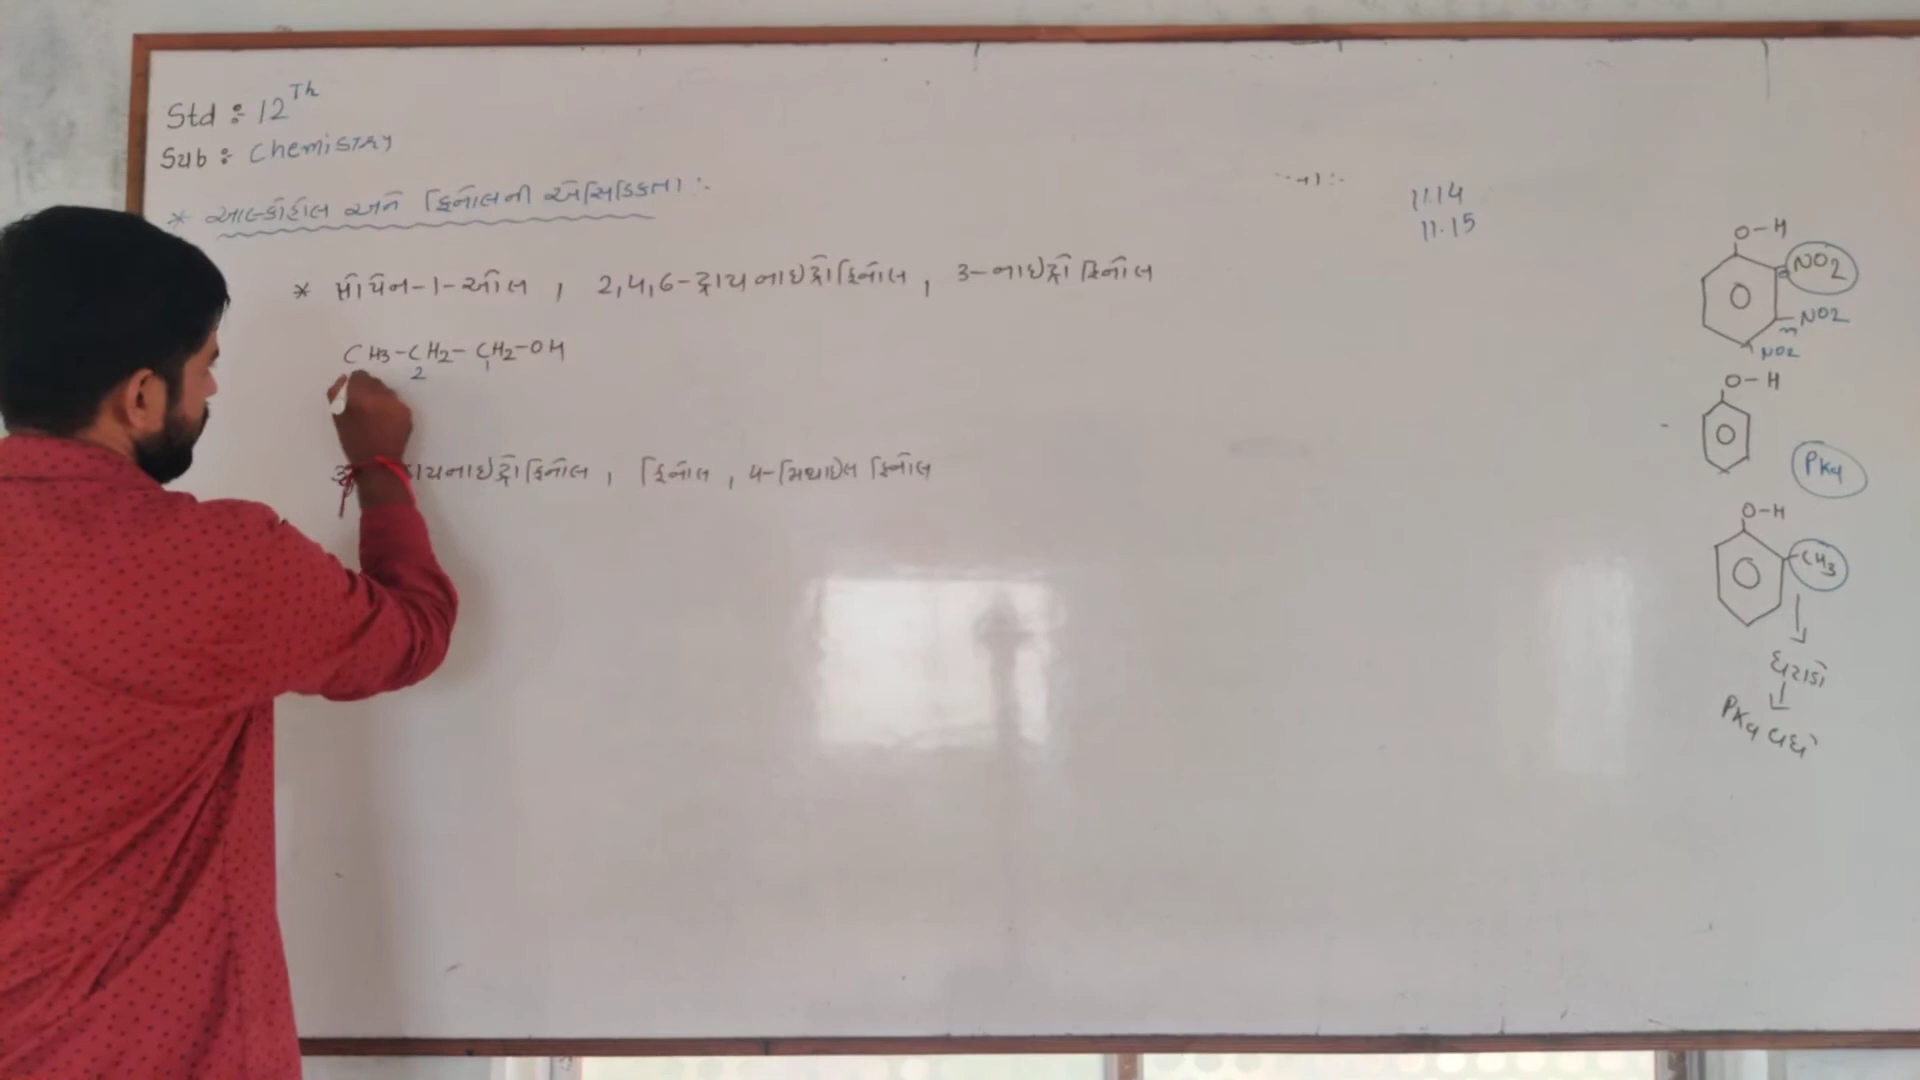 Std : 12Th
Sub : Chemistry
* આલ્કોહોલ અને ફિનોલની એસિડિકતા :
11.14
11.15
* પ્રોપેન-1-ઓલ , 2,4,6-ટ્રાયનાઇટ્રોફિનોલ , 3-નાઇટ્રોફિનોલ
CH3-CH2-CH2-OH
2 1
ટ્રાયનાઇટ્રોફિનોલ , ફિનોલ , 4-મિથાઇલ ફિનોલ
O-H
NO2
NO2
NO2
O-H
PKa
O-H
CH3
ઘટાડો
PKa વધે